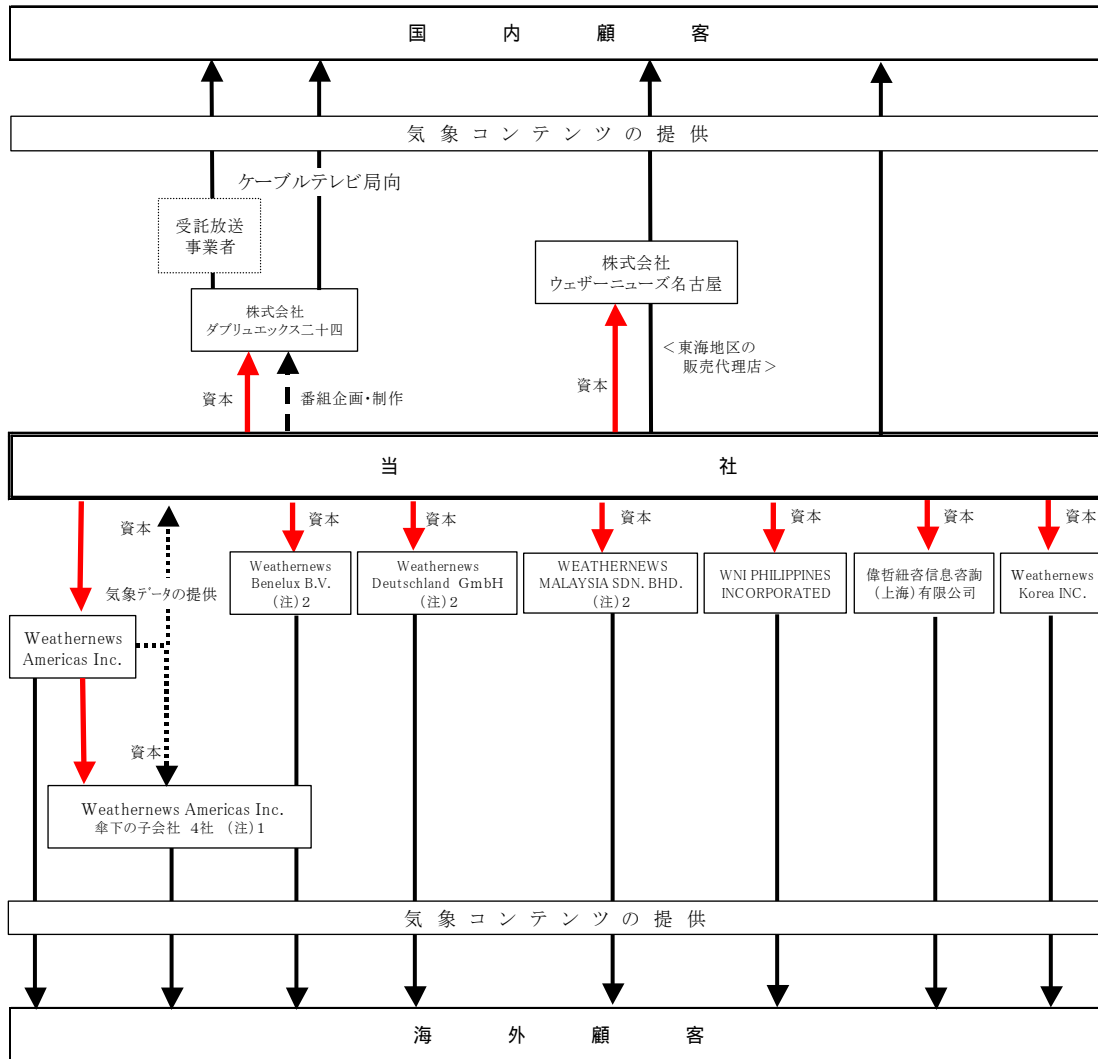 国内顧客
気象コンテンツの提供
ケーブルテレビ局向
受託放送
事業者
株式会社
ダブリュエックス二十四
株式会社
ウェザーニューズ名古屋
＜東海地区の
販売代理店＞
資本
番組企画・制作
資本
当社
資本
資本
資本
資本
資本
資本
資本
気象データの提供
Weathernews
Benelux B.V.
（注）2
Weathernews
Deutschland GmbH
（注）2
WEATHERNEWS
MALAYSIA SDN. BHD.
（注）2
WNI PHILIPPINES
INCORPORATED
偉哲紐咨信息咨詢
（上海）有限公司
Weathernews
Korea INC.
Weathernews
Americas Inc.
資本
Weathernews Americas Inc.
傘下の子会社 4社 （注）1
気象コンテンツの提供
海外顧客